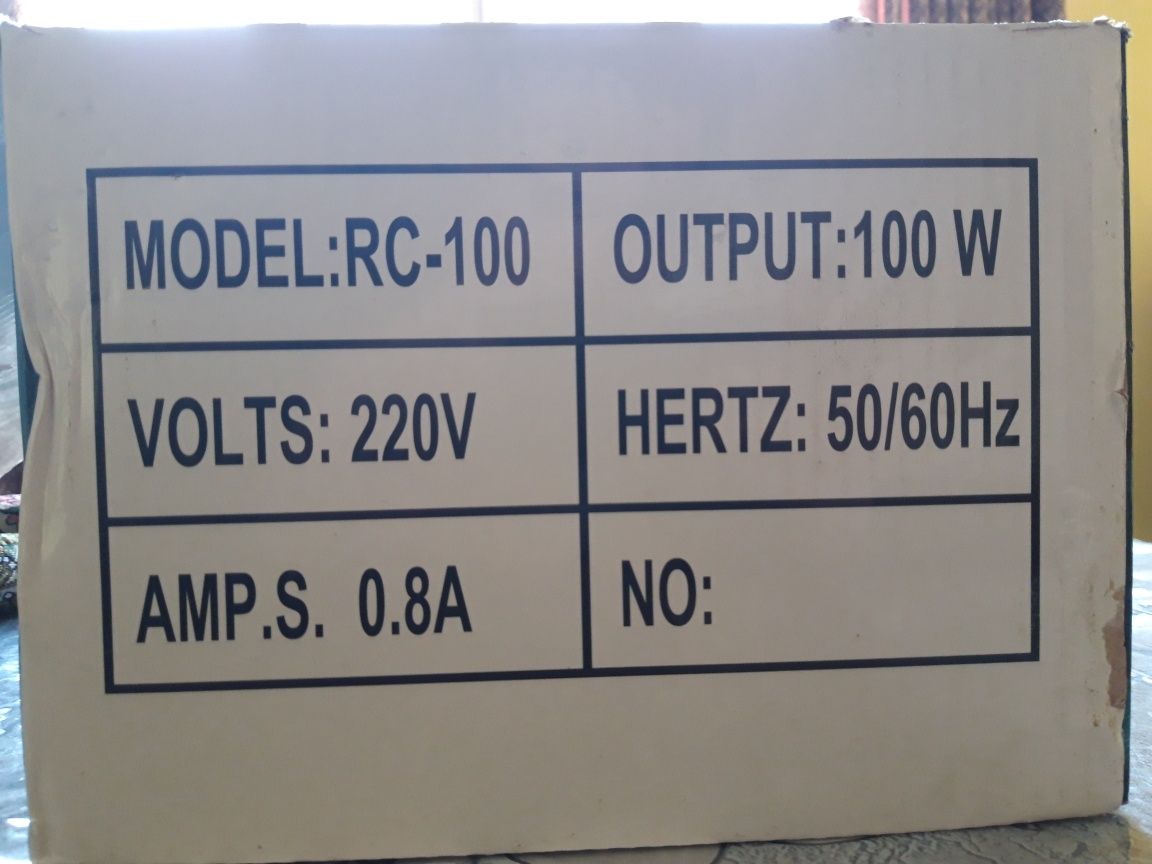 MODEL:RC-100
OUTPUT:100 W
VOLTS: 220V
HERTZ: 50/60Hz
AMP.S. 0.8A
NO: